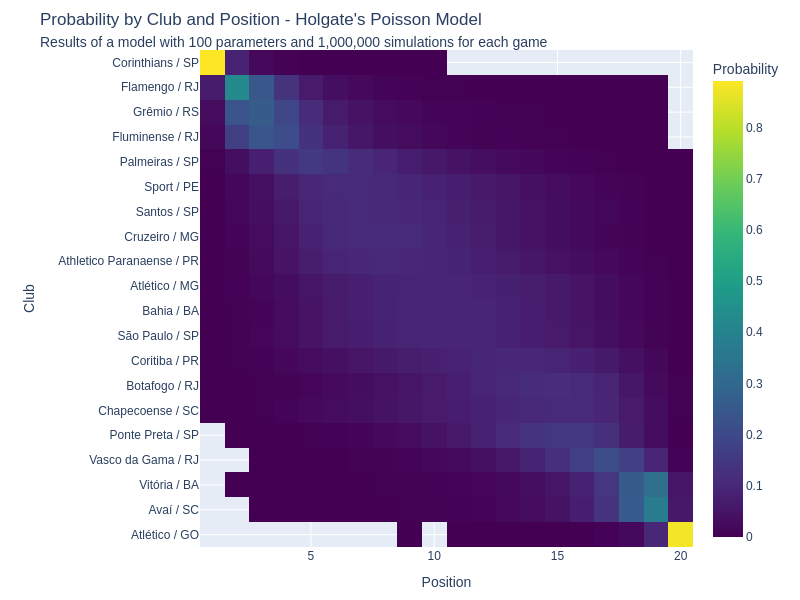 Probability by Club and Position - Holgate's Poisson Model
Results of a model with 100 parameters and 1,000,000 simulations for each game
Probability
Club
Corinthians / SP
Flamengo / RJ
Grêmio / RS
Fluminense / RJ
Palmeiras / SP
Sport / PE
Santos / SP
Cruzeiro / MG
Athletico Paranaense / PR
Atlético / MG
Bahia / BA
São Paulo / SP
Coritiba / PR
Botafogo / RJ
Chapecoense / SC
Ponte Preta / SP
Vasco da Gama / RJ
Vitória / BA
Avaí / SC
Atlético / GO
0.8
0.7
0.6
0.5
0.4
0.3
0.2
0.1
0
5
10
15
20
Position